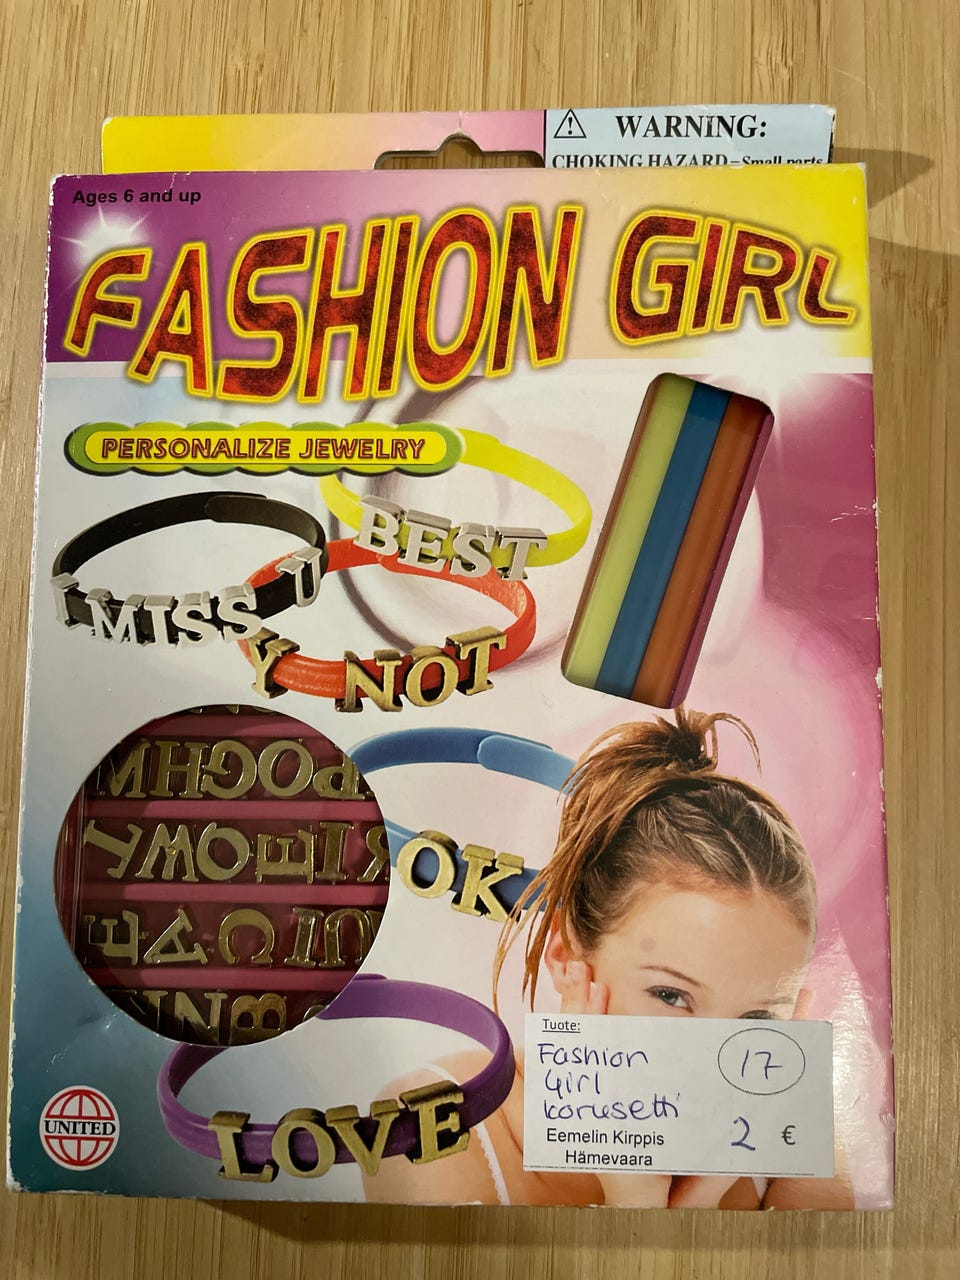 WARNING:
CHOKING HAZARD–Small parts
Ages 6 and up
FASHION GIRL
PERSONALIZE JEWELRY
BEST
I MISS U
Y NOT
OK
LOVE
UNITED
Tuote:
Fashion
Girl
korusetti
17
Eemelin Kirppis
Hämevaara
2 €